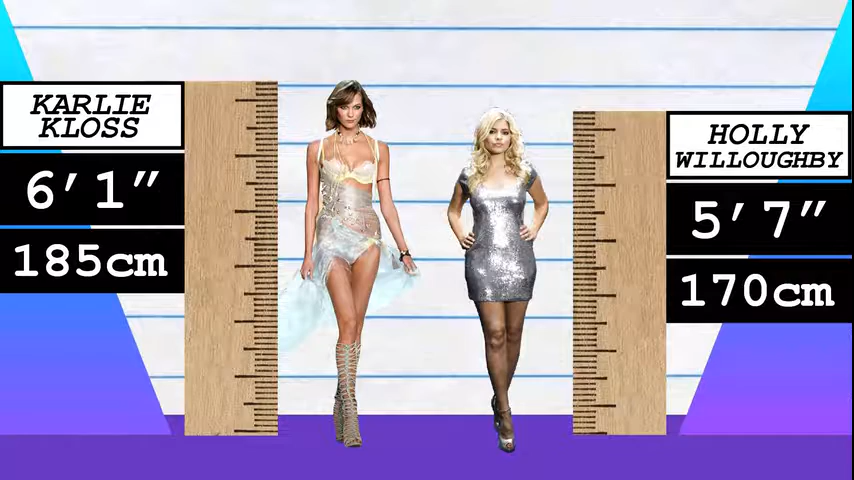 KARLIE
KLOSS
6’1”
185cm
HOLLY
WILLOUGHBY
5’7”
170cm